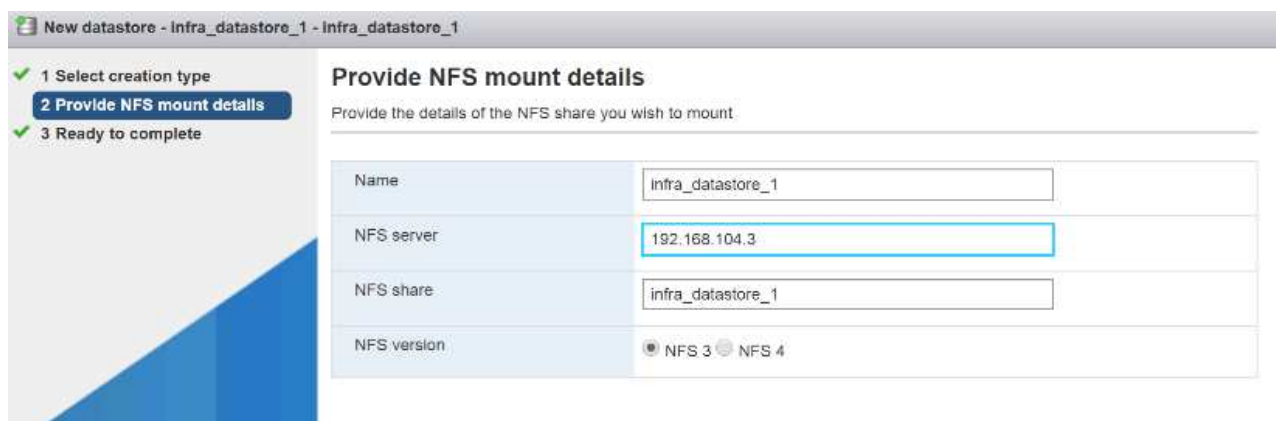 New datastore - infra_datastore_1 - infra_datastore_1
1 Select creation type
2 Provide NFS mount details
3 Ready to complete
Provide NFS mount details
Provide the details of the NFS share you wish to mount
Name
infra_datastore_1
NFS server
192.168.104.3
NFS share
infra_datastore_1
NFS version
NFS 3 NFS 4